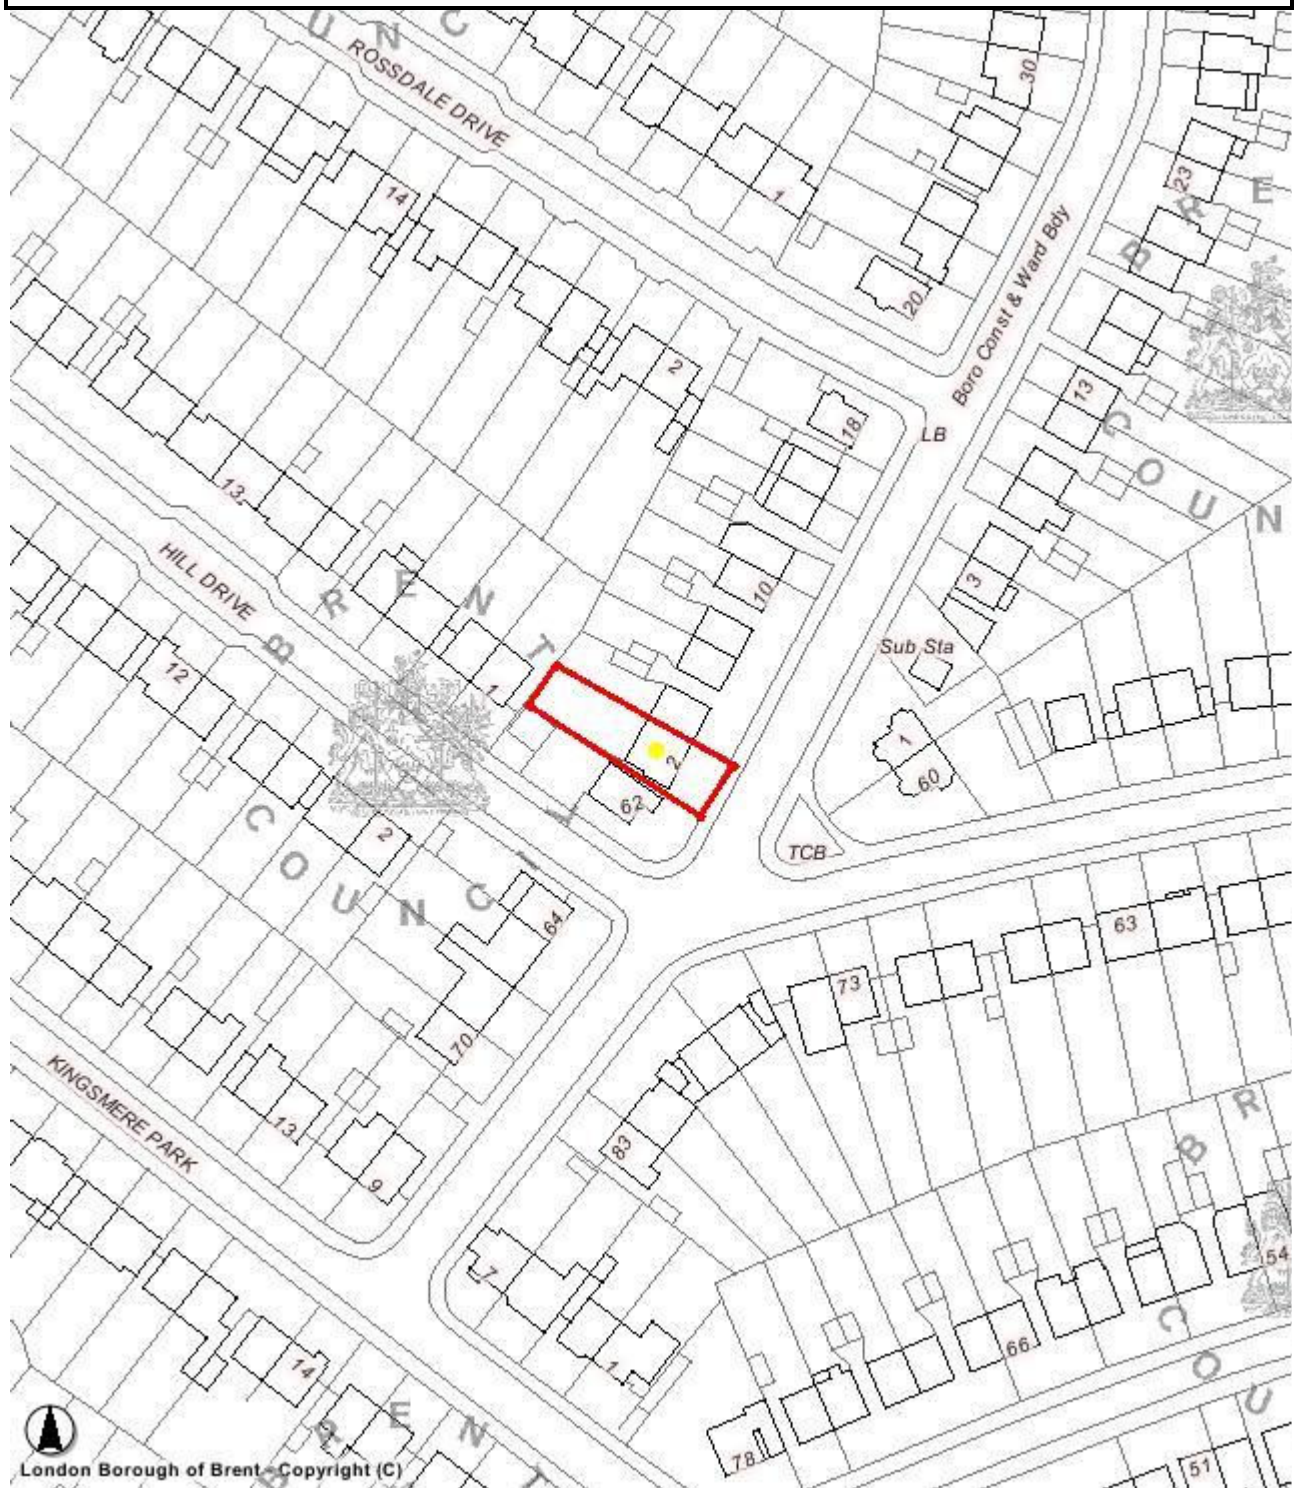 U N C
ROSSDALE DRIVE
30
14
1
23
E
R
B
20
Boro Const & Ward Bdy
2
18
LB
13
C
O
U
N
13
HILL DRIVE
B R E N T
3
10
Sub Sta
12
1
2
1
60
62
2
TCB
C O U N C I L
64
63
73
70
83
KINGSMERE PARK
13
9
R
B
7
54
1
66
C
O
U
14
B R E N T
B
78
51
London Borough of Brent - Copyright (C)